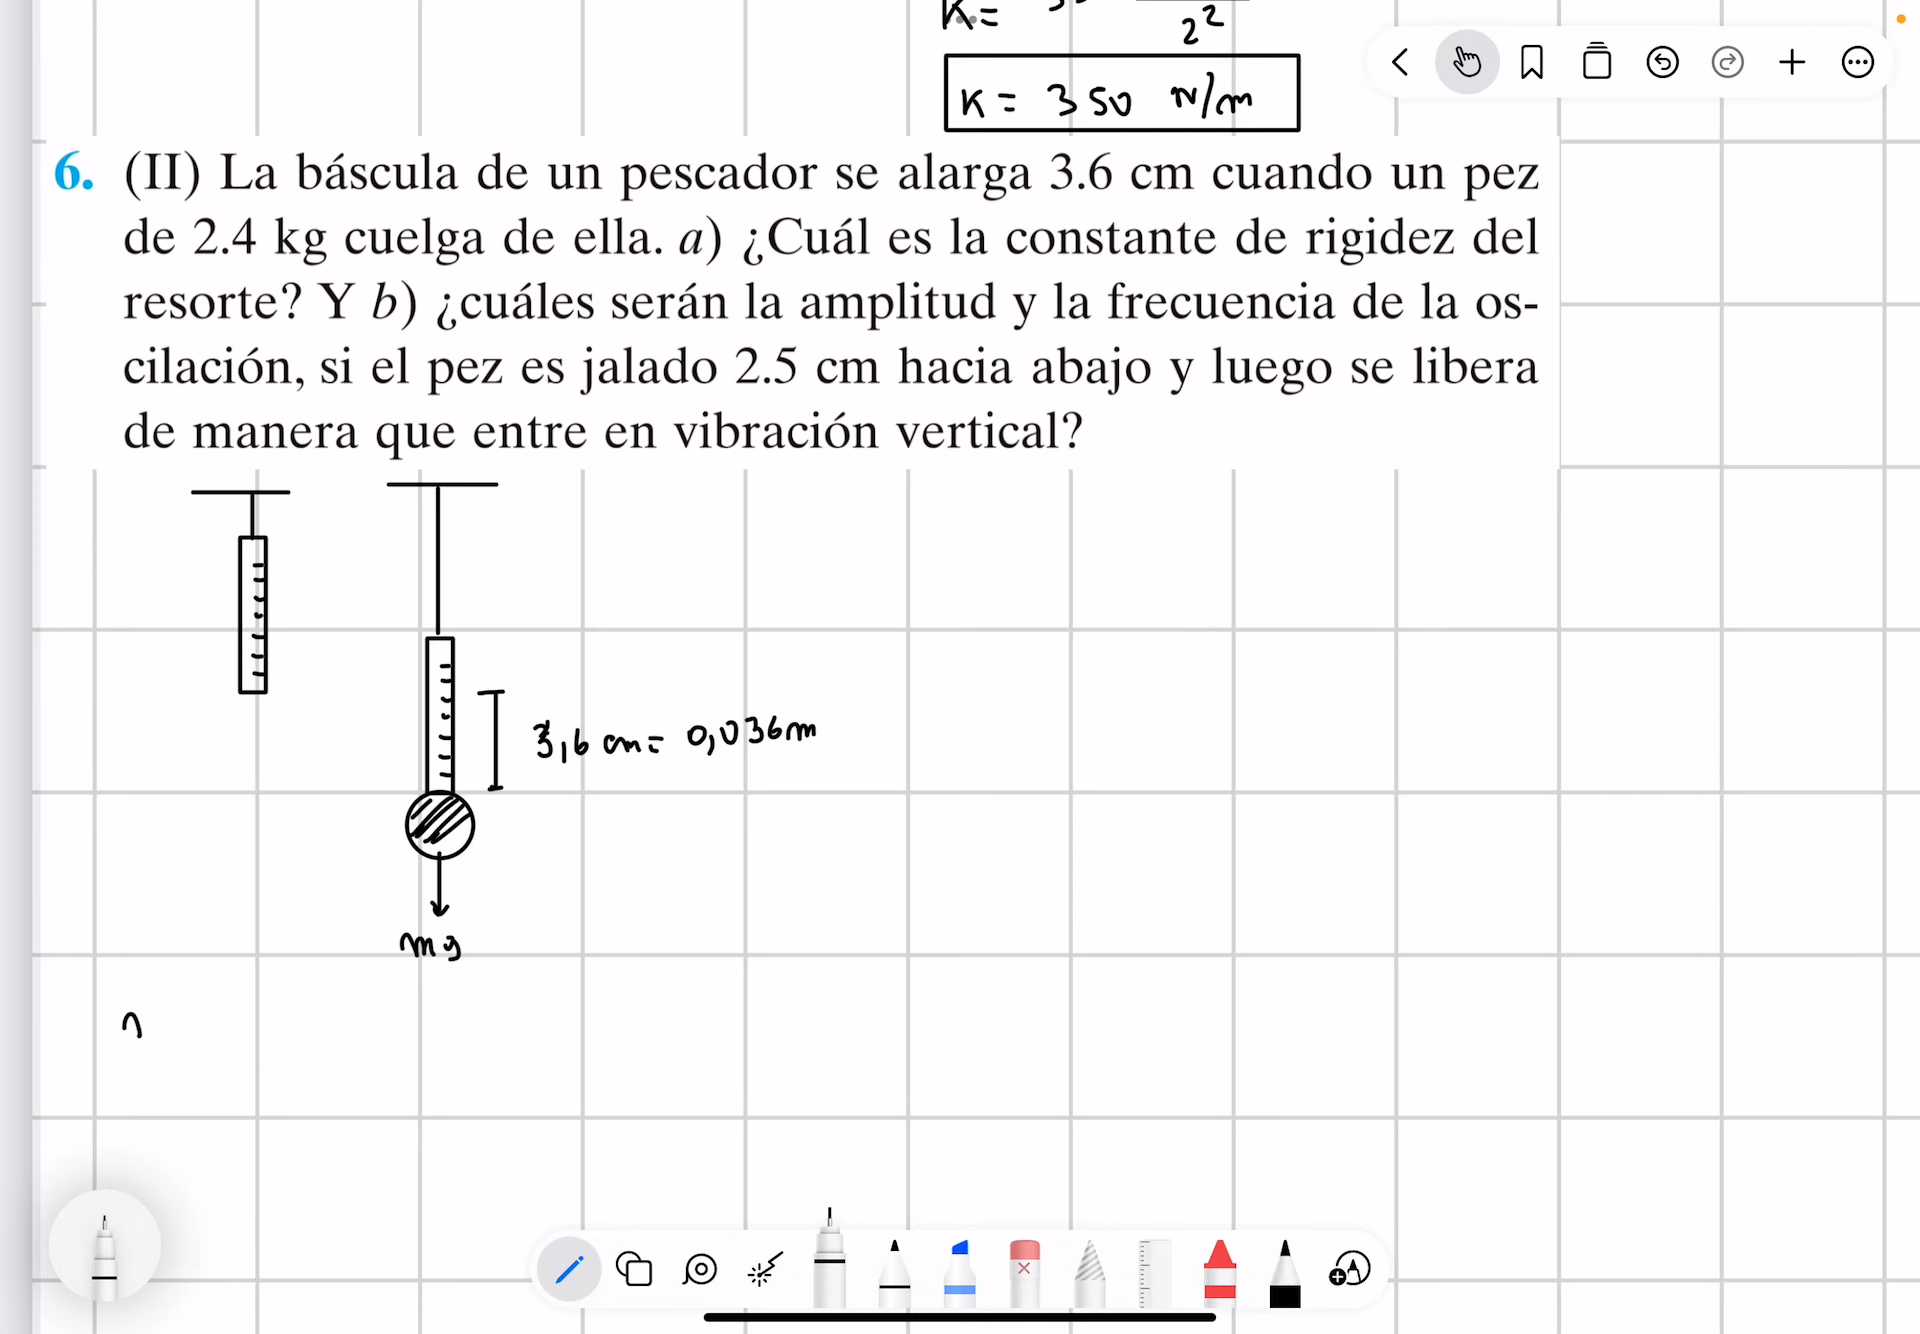 K=
2²
K = 350 N/m
6. (II) La báscula de un pescador se alarga 3.6 cm cuando un pez
de 2.4 kg cuelga de ella. a) ¿Cuál es la constante de rigidez del
resorte? Y b) ¿cuáles serán la amplitud y la frecuencia de la os-
cilación, si el pez es jalado 2.5 cm hacia abajo y luego se libera
de manera que entre en vibración vertical?
3,6 cm = 0,036m
mg